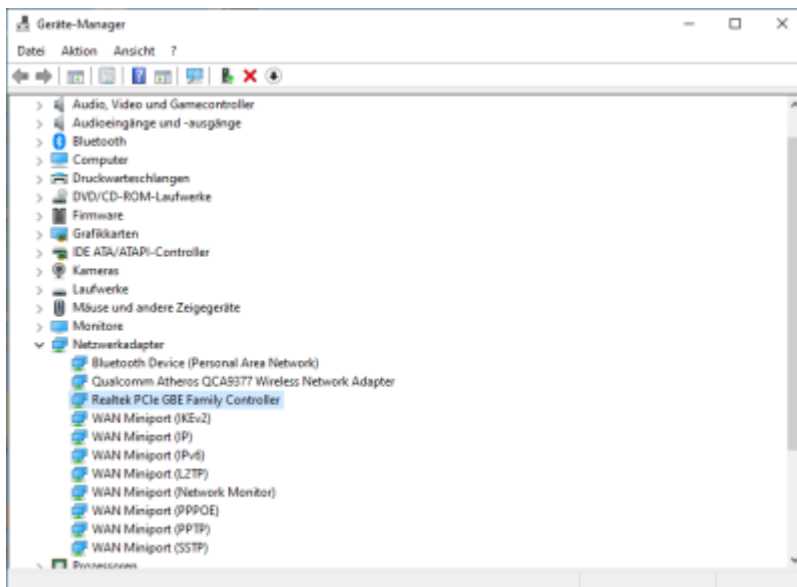 Geräte-Manager
Datei Aktion Ansicht ?
Audio, Video und Gamecontroller
Audioeingänge und -ausgänge
Bluetooth
Computer
Druckwarteschlangen
DVD/CD-ROM-Laufwerke
Firmware
Grafikkarten
IDE ATA/ATAPI-Controller
Kameras
Laufwerke
Mäuse und andere Zeigegeräte
Monitore
Netzwerkadapter
Bluetooth Device (Personal Area Network)
Qualcomm Atheros QCA9377 Wireless Network Adapter
Realtek PCIe GBE Family Controller
WAN Miniport (IKEv2)
WAN Miniport (IP)
WAN Miniport (IPv6)
WAN Miniport (L2TP)
WAN Miniport (Network Monitor)
WAN Miniport (PPPOE)
WAN Miniport (PPTP)
WAN Miniport (SSTP)
Prozessoren